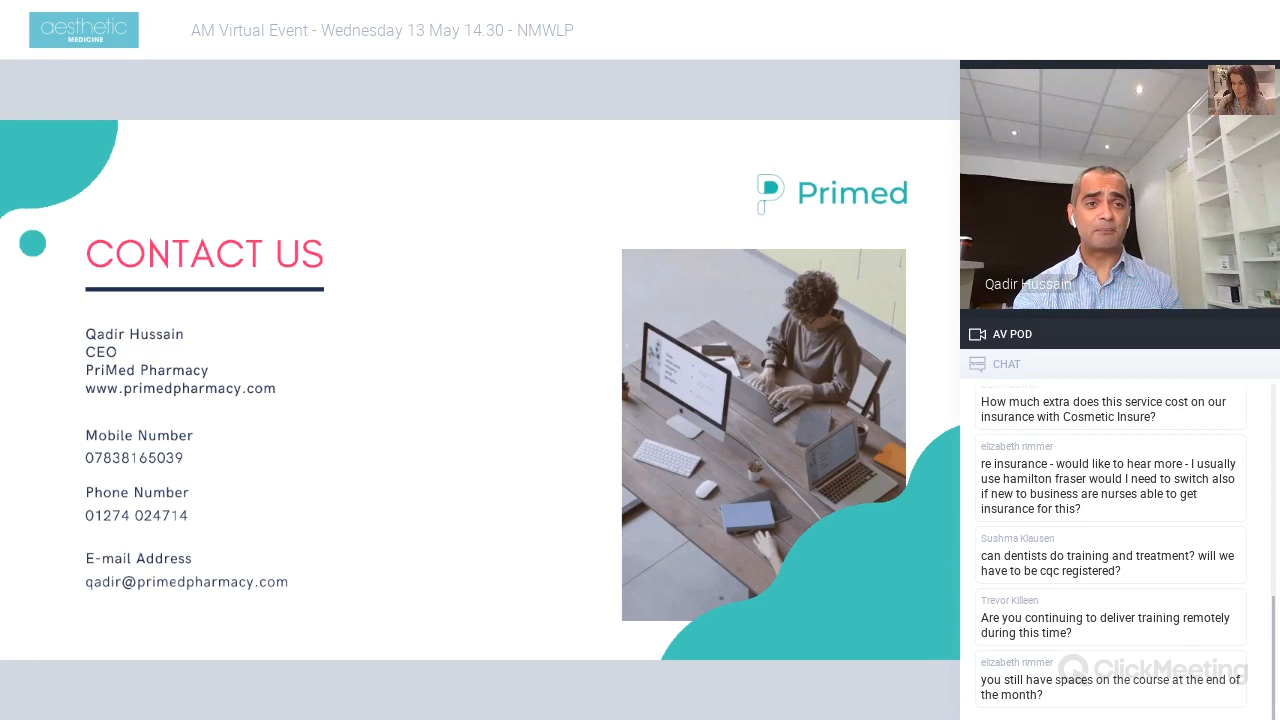 aesthetic
MEDICINE
AM Virtual Event - Wednesday 13 May 14.30 - NMWLP
Primed
CONTACT US
Qadir Hussain
CEO
PriMed Pharmacy
www.primedpharmacy.com
Mobile Number
07838165039
Phone Number
01274 024714
E-mail Address
qadir@primedpharmacy.com
Qadir Hussain
AV POD
CHAT
How much extra does this service cost on our
insurance with Cosmetic Insure?
elizabeth rimmer
re insurance - would like to hear more - I usually
use hamilton fraser would I need to switch also
if new to business are nurses able to get
insurance for this?
Sushma Klausen
can dentists do training and treatment? will we
have to be cqc registered?
Trevor Killeen
Are you continuing to deliver training remotely
during this time?
elizabeth rimmer
you still have spaces on the course at the end of
the month?
ClickMeeting